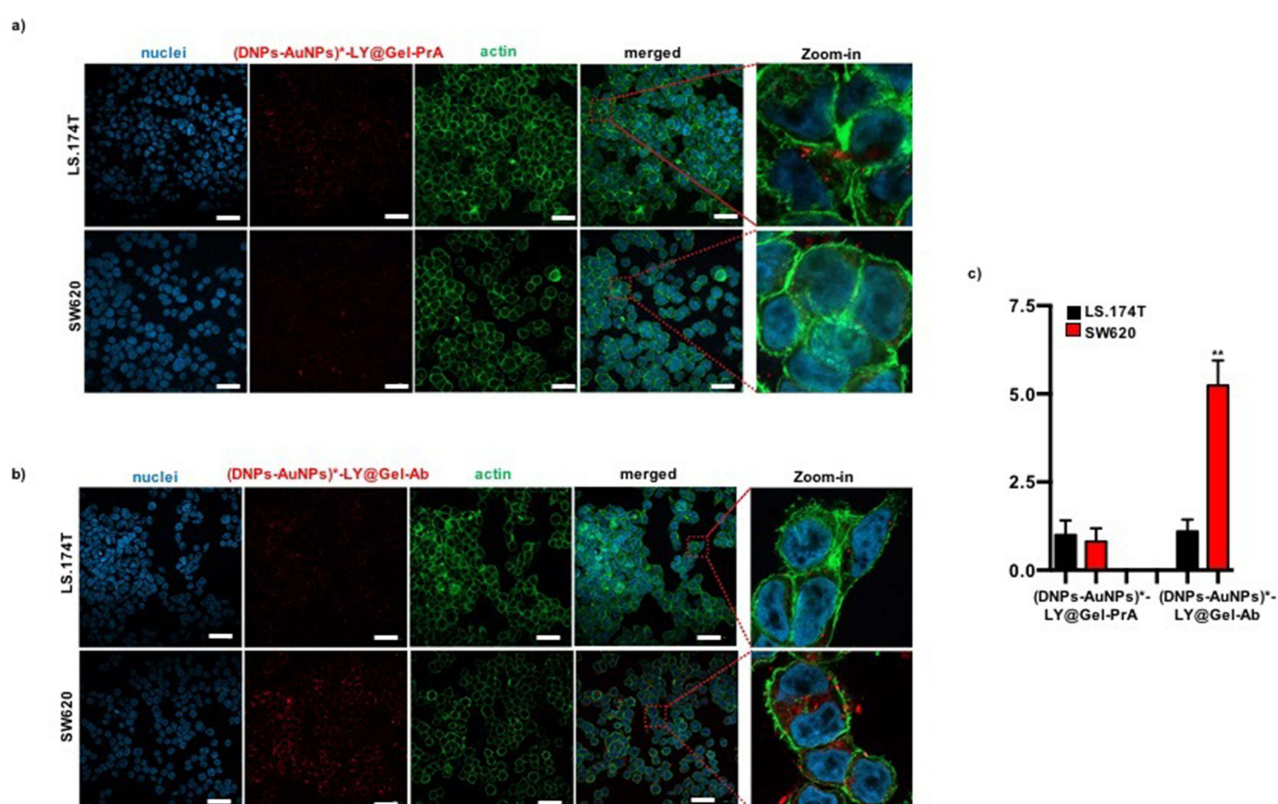 a)
nuclei (DNPs-AuNPs)*-LY@Gel-PrA actin merged Zoom-in
LS.174T
SW620
b)
nuclei (DNPs-AuNPs)*-LY@Gel-Ab actin merged Zoom-in
LS.174T
SW620
c)
7.5
5.0
2.5
0.0
LS.174T
SW620
**
(DNPs-AuNPs)*-
LY@Gel-PrA
(DNPs-AuNPs)*-
LY@Gel-Ab